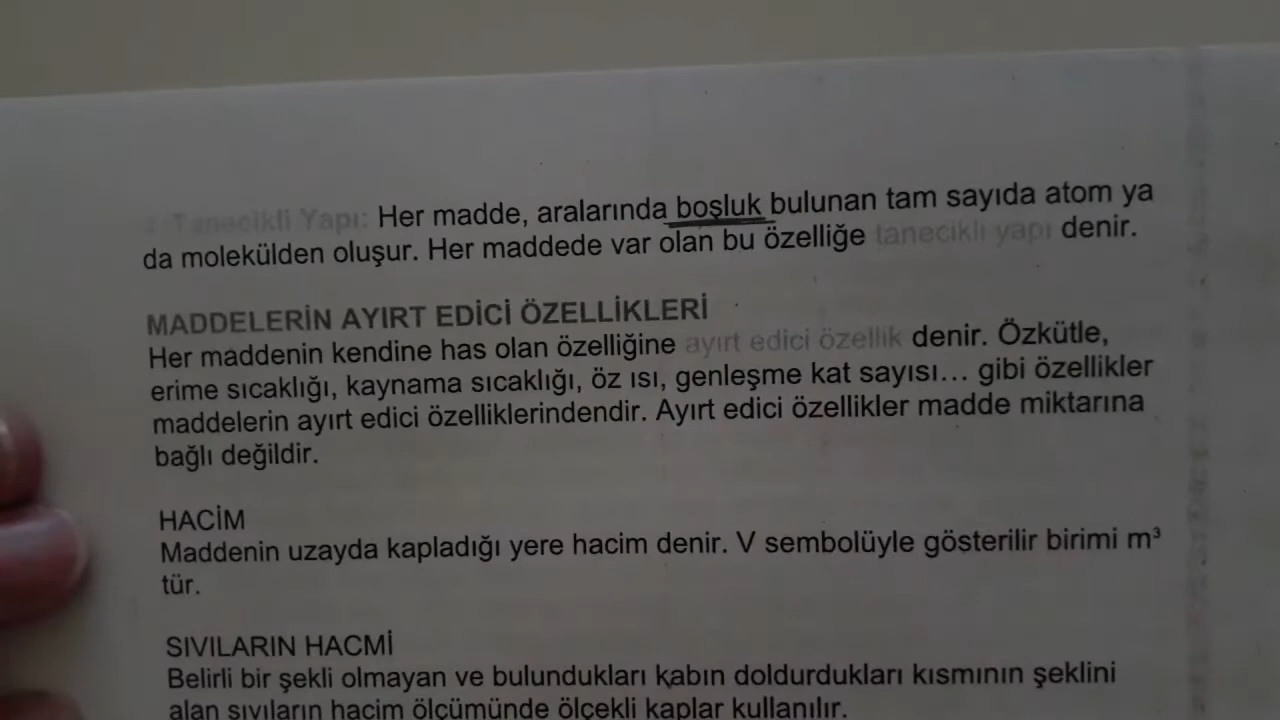 Tanecikli Yapı: Her madde, aralarında boşluk bulunan tam sayıda atom ya
da molekülden oluşur. Her maddede var olan bu özelliğe tanecikli yapı denir.
MADDELERİN AYIRT EDİCİ ÖZELLİKLERİ
Her maddenin kendine has olan özelliğine ayırt edici özellik denir. Özkütle,
erime sıcaklığı, kaynama sıcaklığı, öz ısı, genleşme kat sayısı... gibi özellikler
maddelerin ayırt edici özelliklerindendir. Ayırt edici özellikler madde miktarına
bağlı değildir.
HACİM
Maddenin uzayda kapladığı yere hacim denir. V sembolüyle gösterilir birimi m³
tür.
SIVILARIN HACMİ
Belirli bir şekli olmayan ve bulundukları kabın doldurdukları kısmının şeklini
alan sıvıların hacim ölçümünde ölçekli kaplar kullanılır.